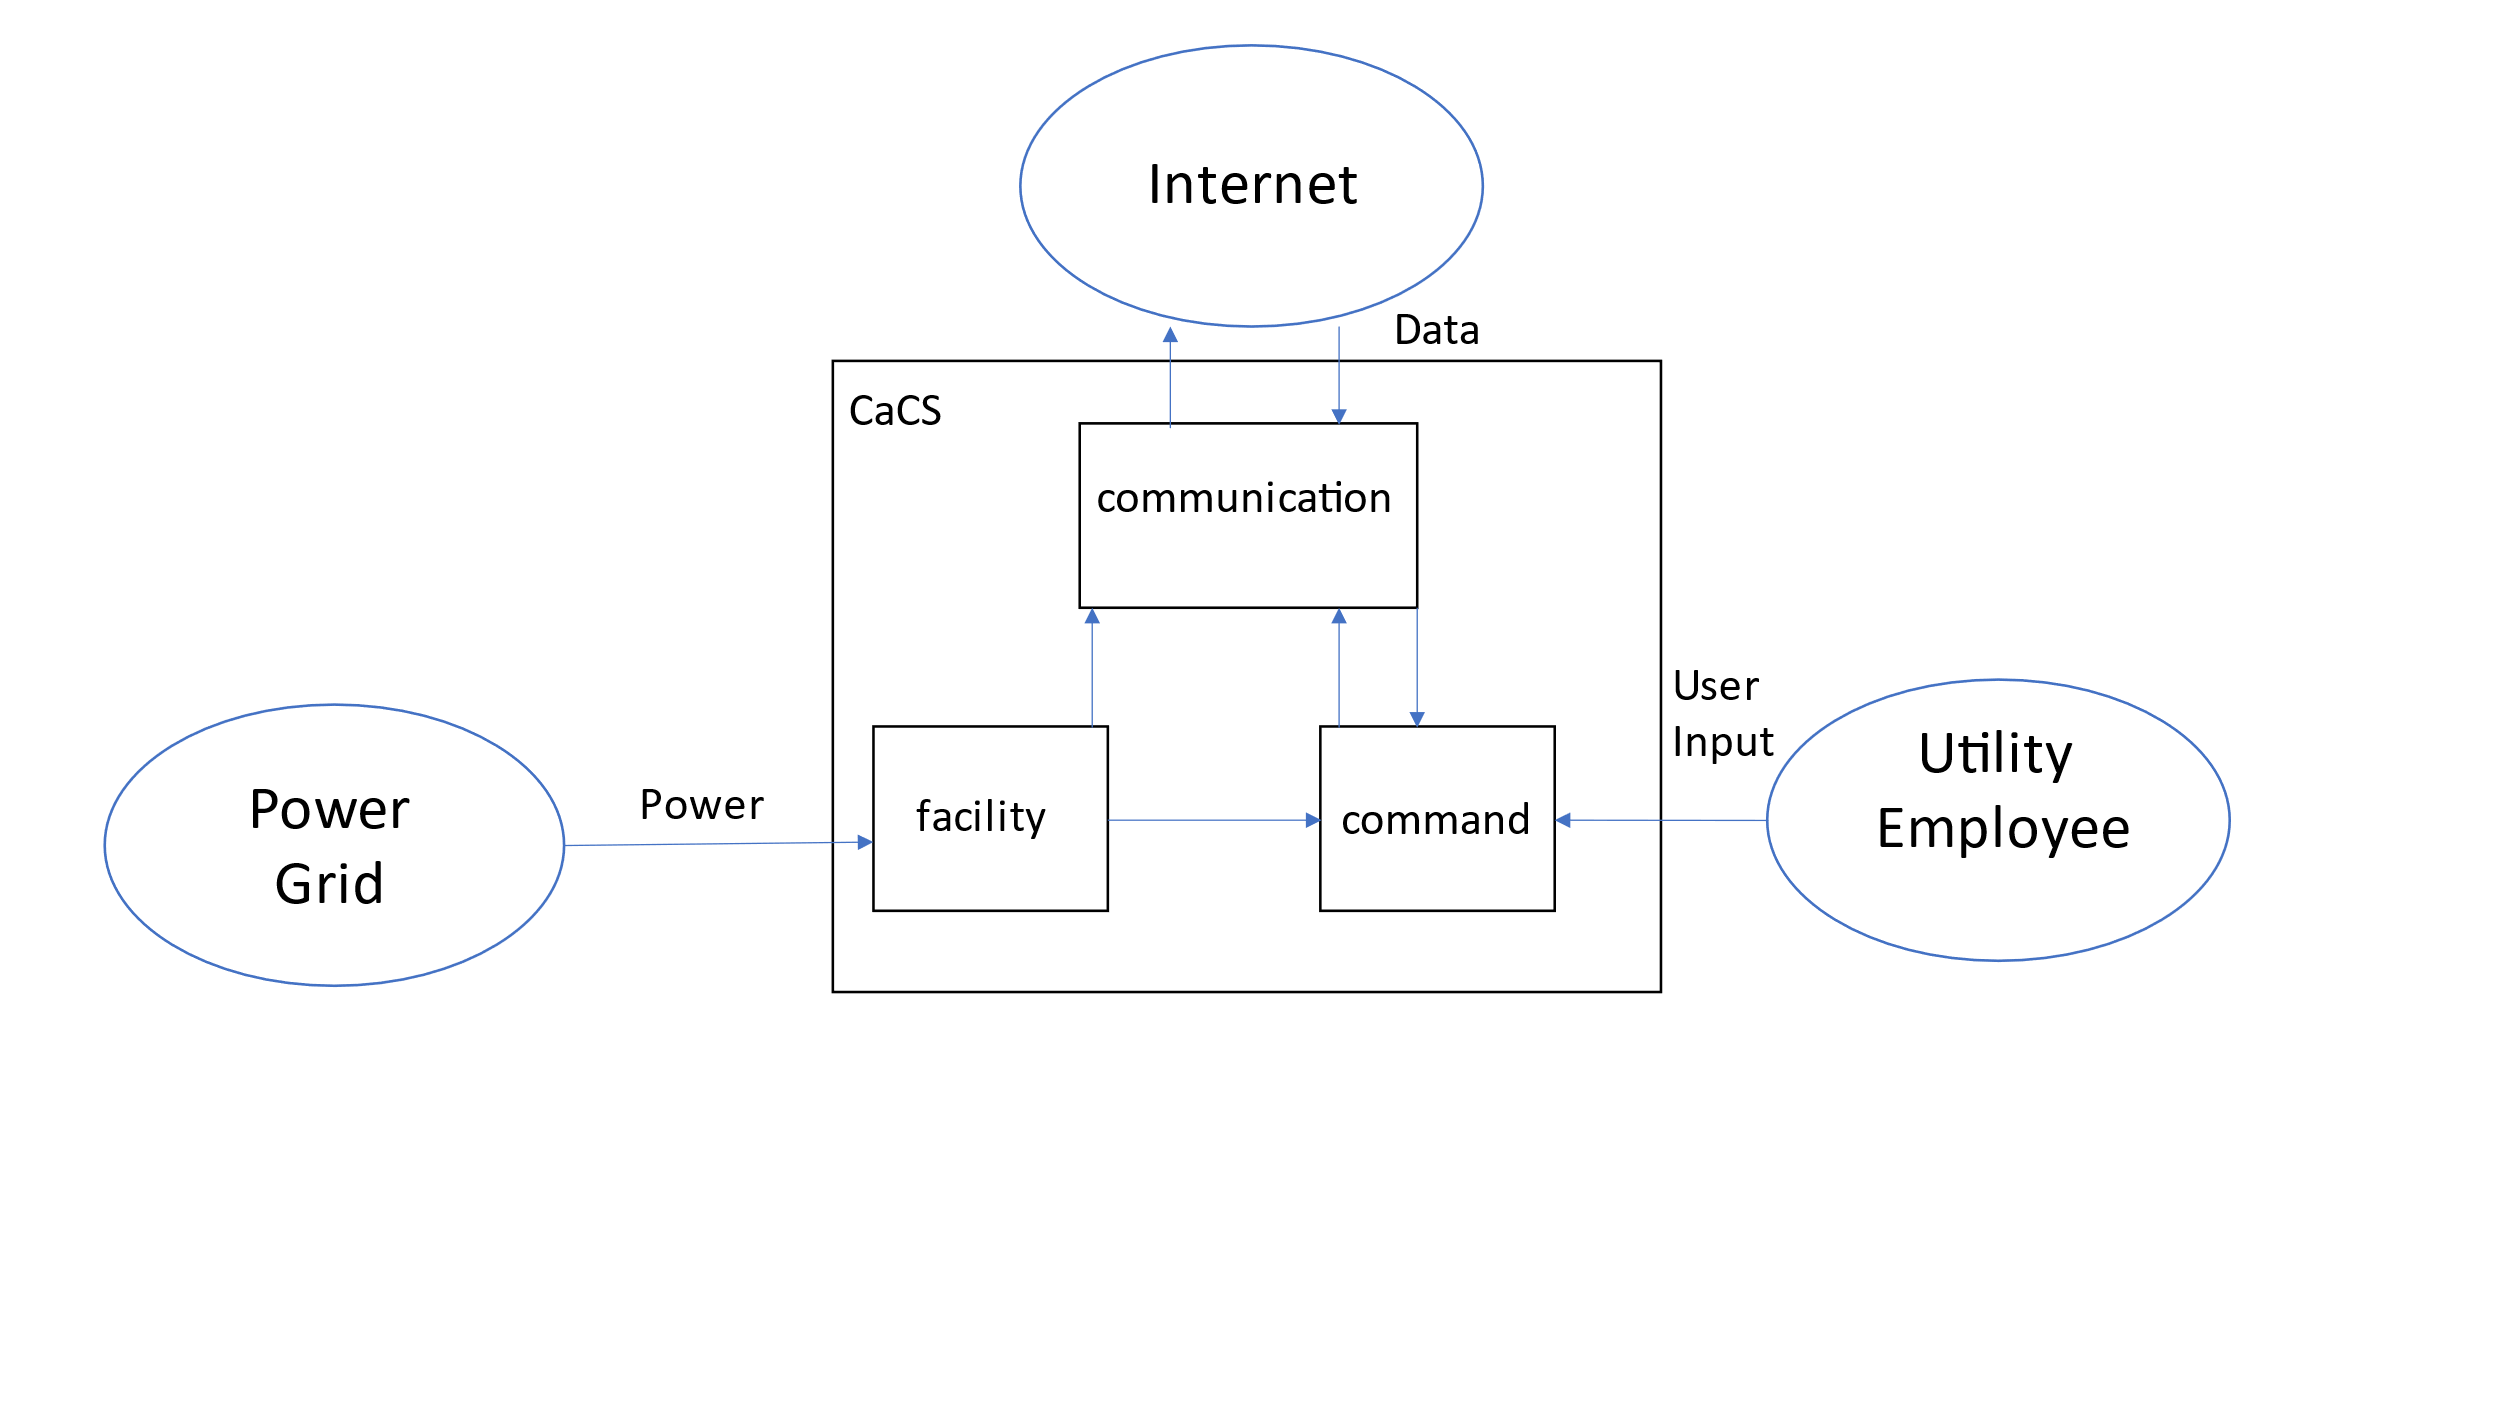 Internet
Data
CaCS
communication
User
Input
Utility
Employee
Power
Grid
Power
facility
command